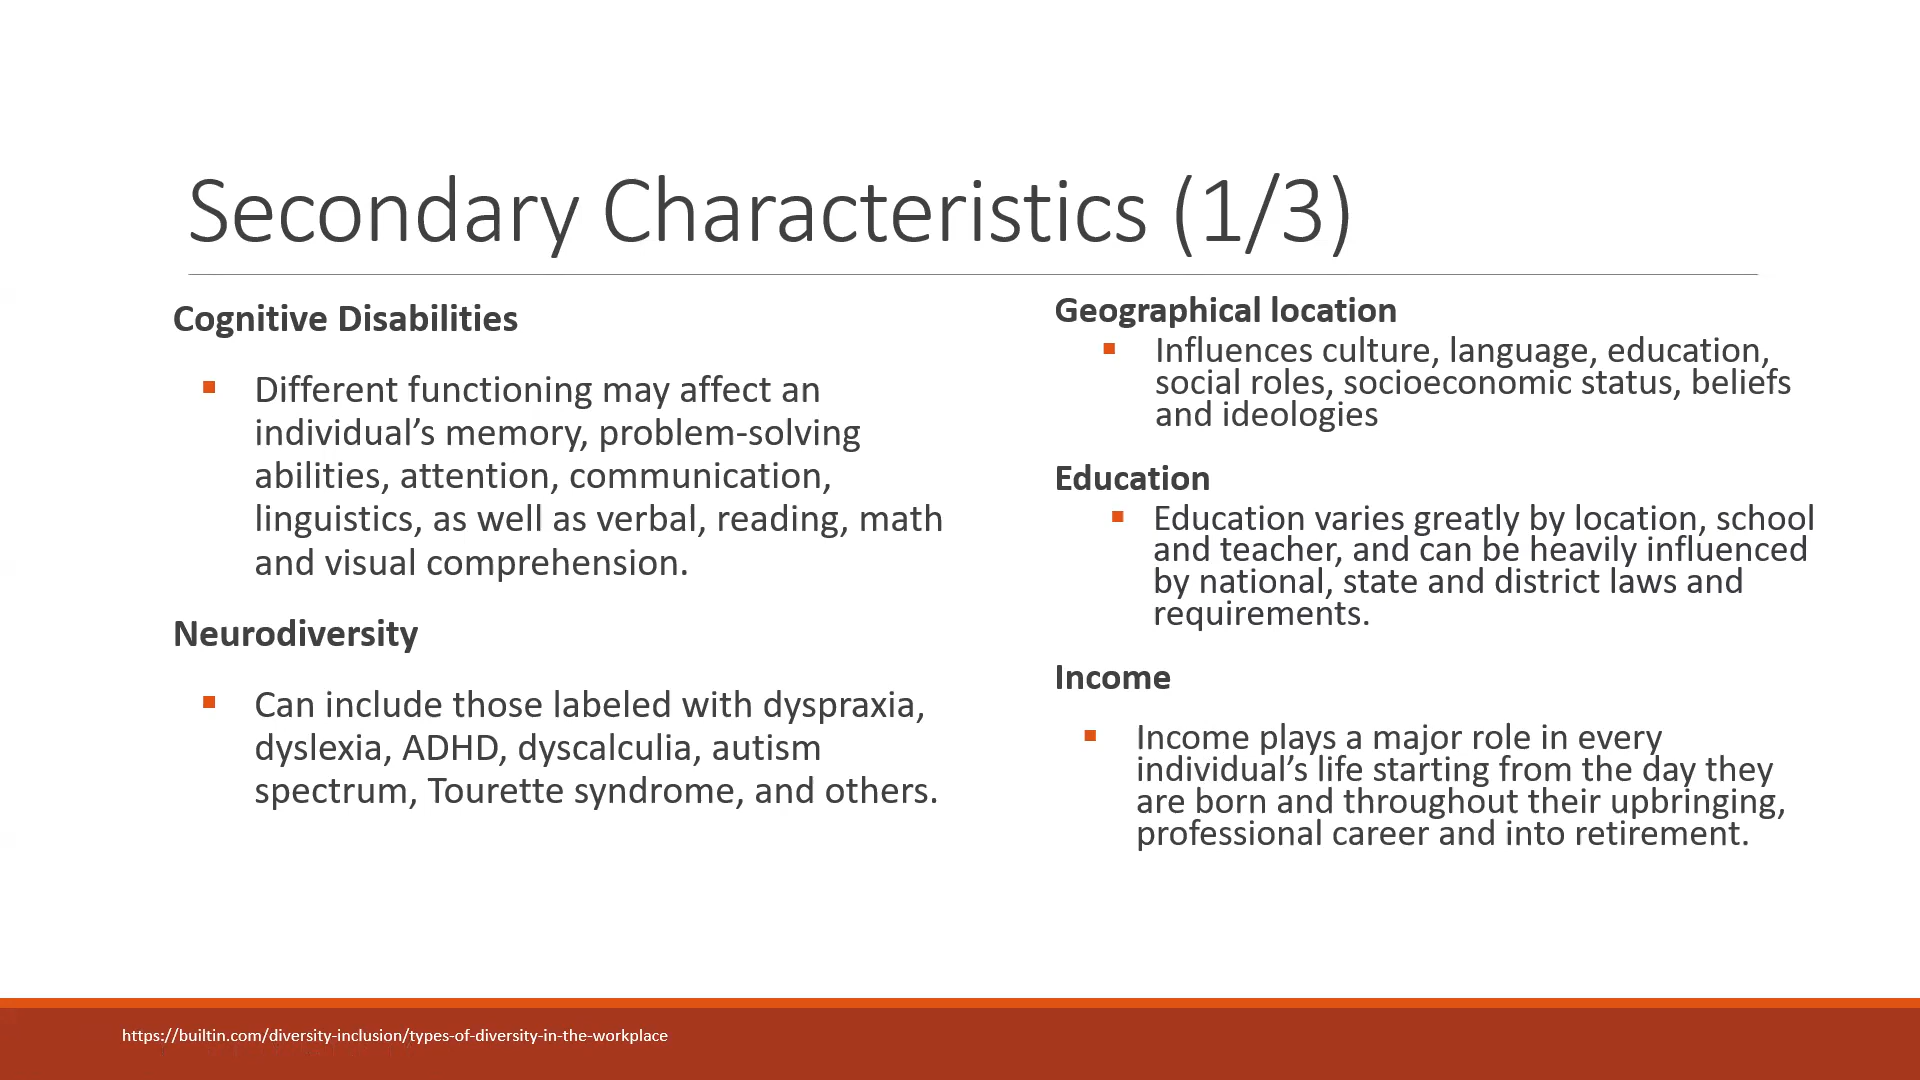 Secondary Characteristics (1/3)
Cognitive Disabilities
Different functioning may affect an
individual’s memory, problem-solving
abilities, attention, communication,
linguistics, as well as verbal, reading, math
and visual comprehension.
Neurodiversity
Can include those labeled with dyspraxia,
dyslexia, ADHD, dyscalculia, autism
spectrum, Tourette syndrome, and others.
Geographical location
Influences culture, language, education,
social roles, socioeconomic status, beliefs
and ideologies
Education
Education varies greatly by location, school
and teacher, and can be heavily influenced
by national, state and district laws and
requirements.
Income
Income plays a major role in every
individual’s life starting from the day they
are born and throughout their upbringing,
professional career and into retirement.
https://builtin.com/diversity-inclusion/types-of-diversity-in-the-workplace